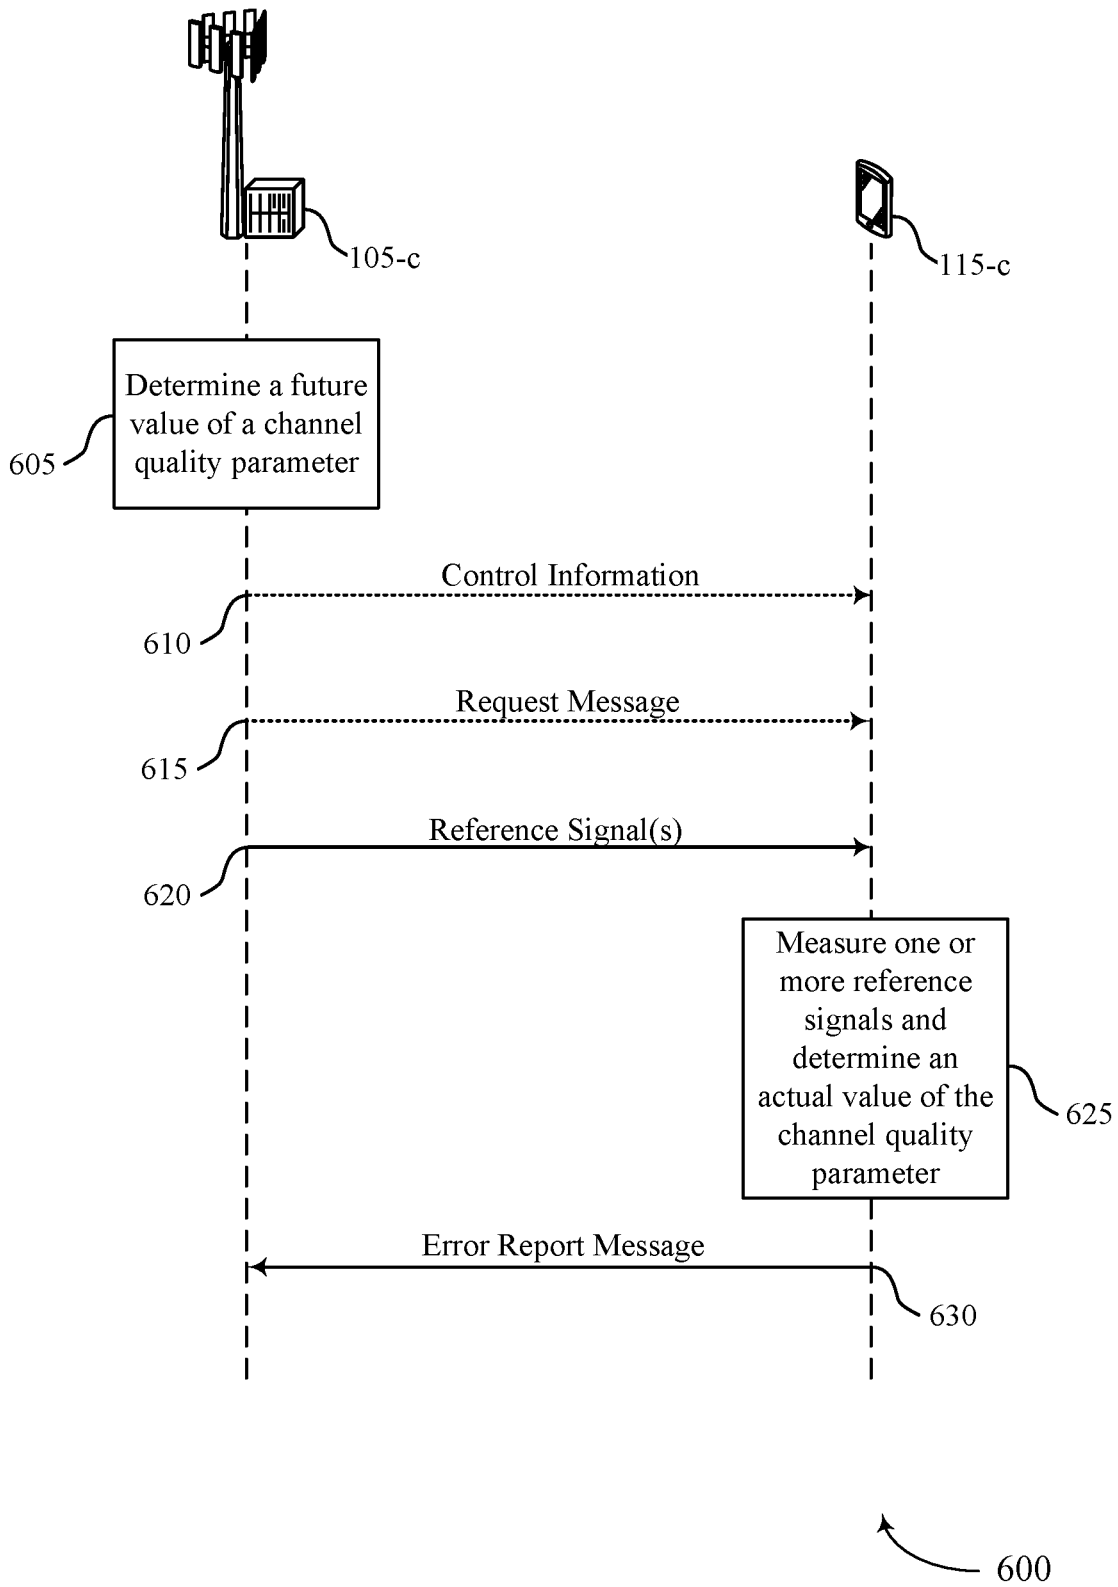 105-c
115-c
Determine a future
value of a channel
quality parameter
605
Control Information
610
Request Message
615
Reference Signal(s)
620
Measure one or
more reference
signals and
determine an
actual value of the
channel quality
parameter
625
Error Report Message
630
600